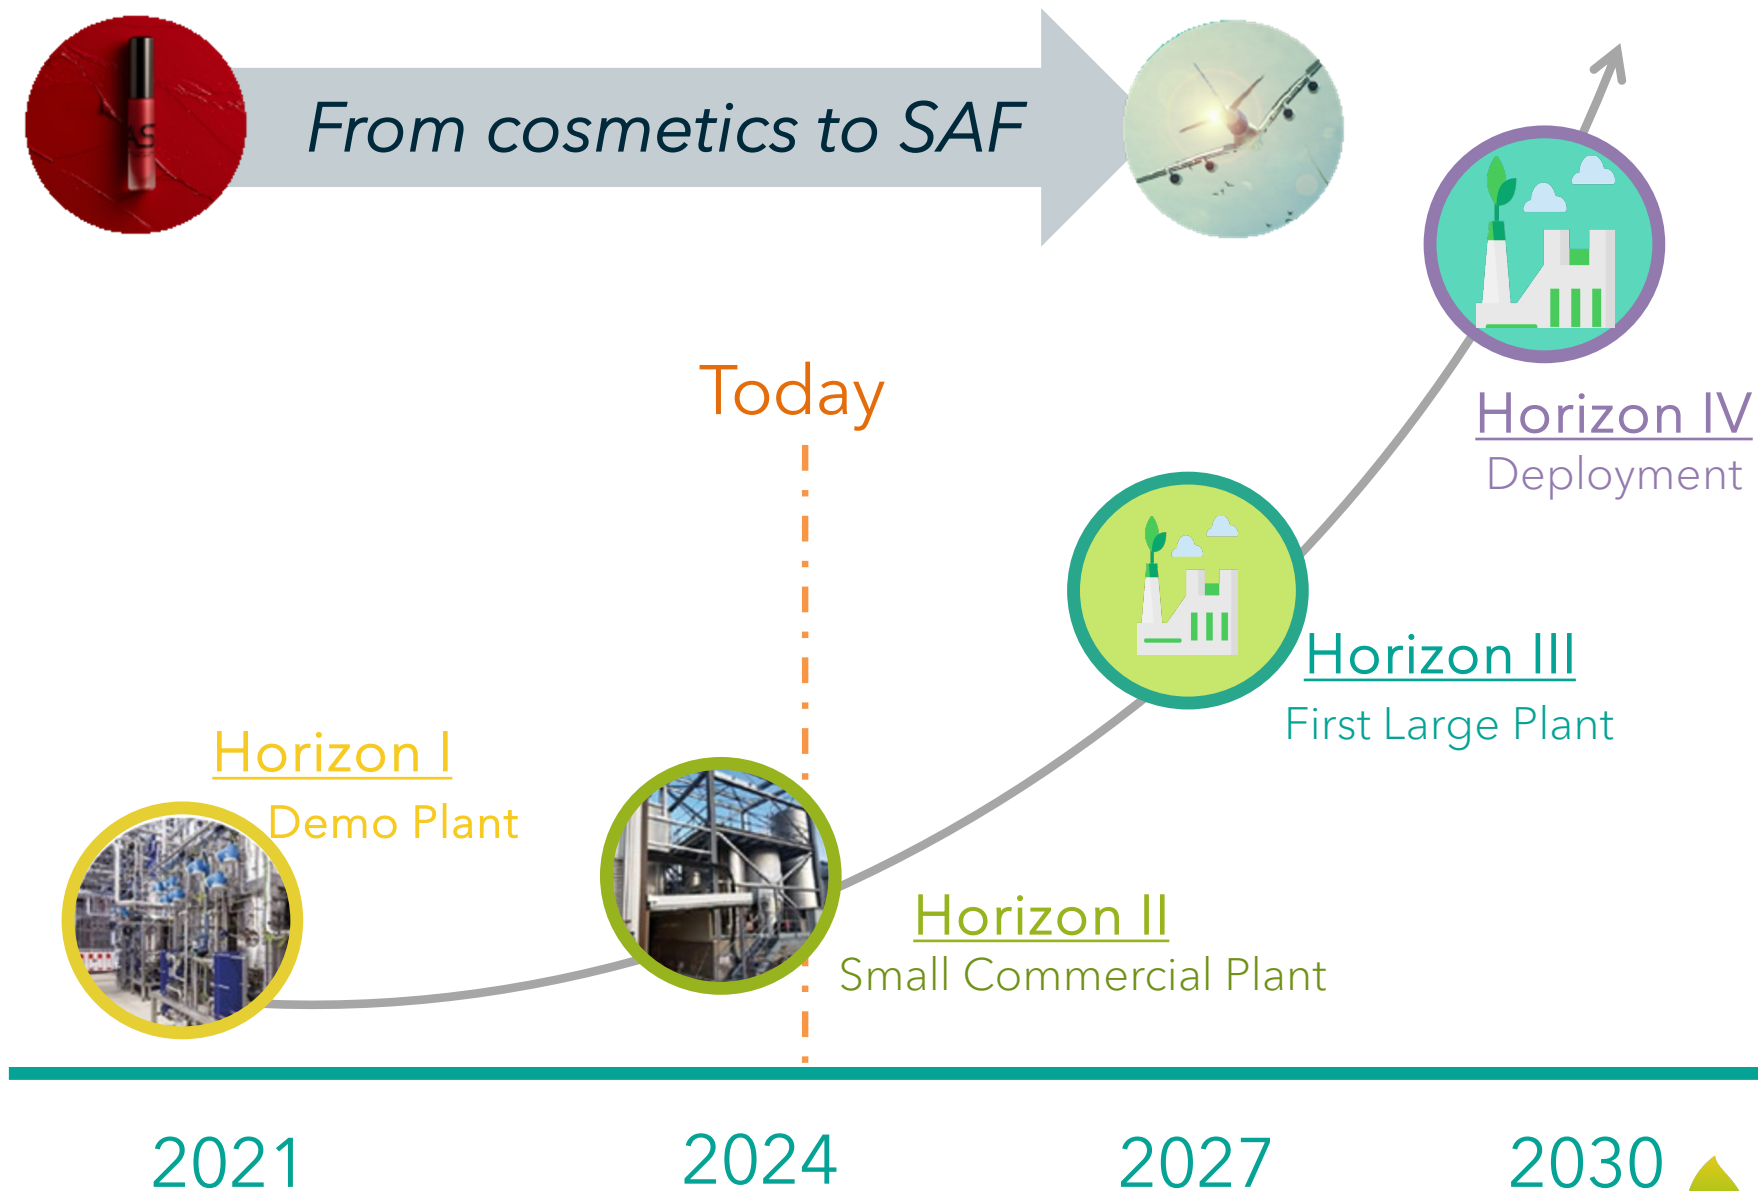 From cosmetics to SAF
AS
Today
Horizon IV
Deployment
Horizon III
First Large Plant
Horizon I
Demo Plant
Horizon II
Small Commercial Plant
2021
2024
2027
2030